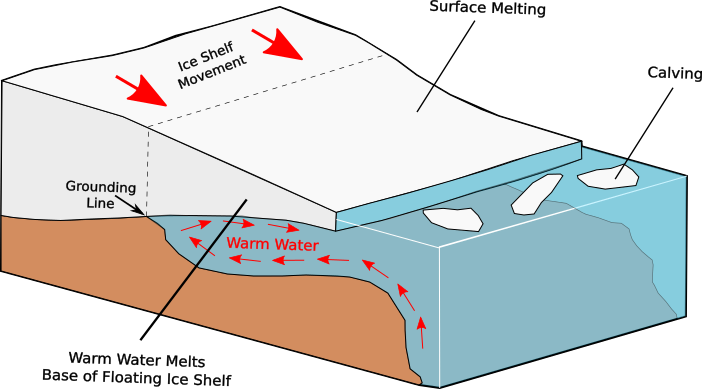 Surface Melting
Ice Shelf
Movement
Calving
Grounding
Line
Warm Water
Warm Water Melts
Base of Floating Ice Shelf